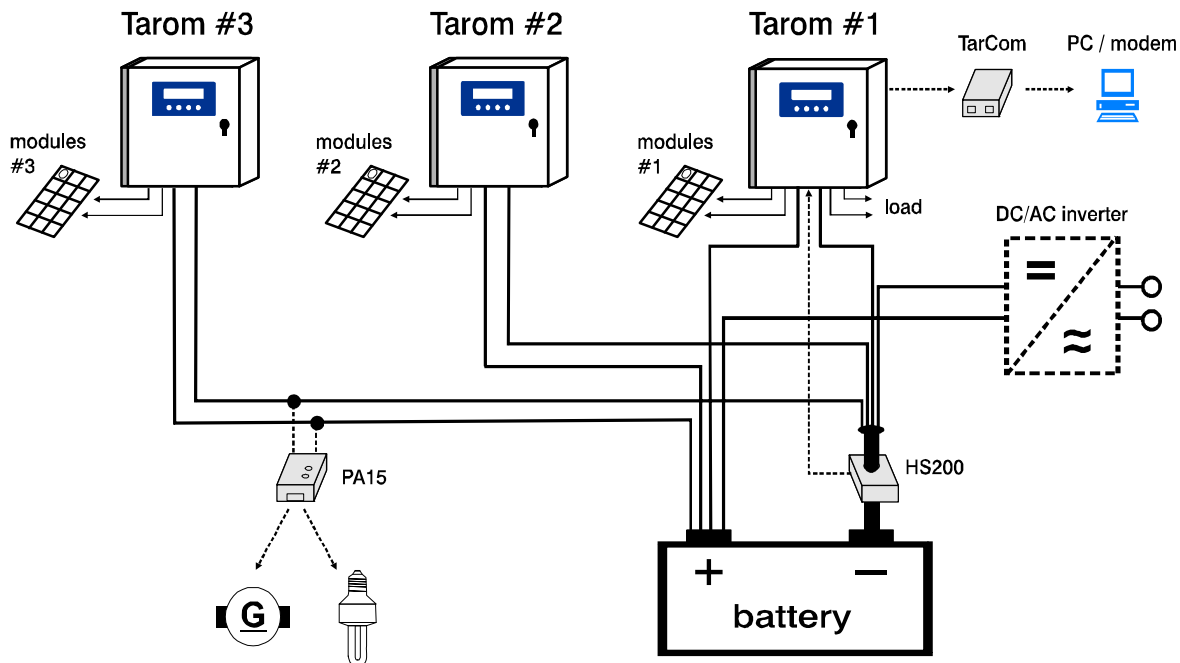 Tarom #3
Tarom #2
Tarom #1
TarCom
PC / modem
modules
#3
modules
#2
modules
#1
load
DC/AC inverter
=
≈
PA15
HS200
G
+
−
battery